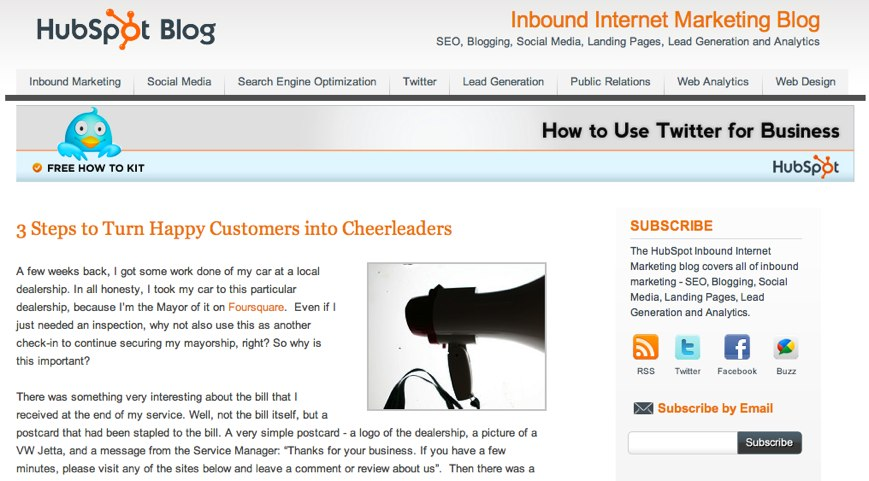 HubSpot Blog
Inbound Internet Marketing Blog
SEO, Blogging, Social Media, Landing Pages, Lead Generation and Analytics
Inbound Marketing Social Media Search Engine Optimization Twitter Lead Generation Public Relations Web Analytics Web Design
How to Use Twitter for Business
FREE HOW TO KIT
HubSpot
3 Steps to Turn Happy Customers into Cheerleaders
A few weeks back, I got some work done of my car at a local
dealership. In all honesty, I took my car to this particular
dealership, because I'm the Mayor of it on Foursquare. Even if I
just needed an inspection, why not also use this as another
check-in to continue securing my mayorship, right? So why is
this important?
There was something very interesting about the bill that I
received at the end of my service. Well, not the bill itself, but a
postcard that had been stapled to the bill. A very simple postcard - a logo of the dealership, a picture of a
VW Jetta, and a message from the Service Manager: "Thanks for your business. If you have a few
minutes, please visit any of the sites below and leave a comment or review about us". Then there was a
SUBSCRIBE
The HubSpot Inbound Internet
Marketing blog covers all of inbound
marketing - SEO, Blogging, Social
Media, Landing Pages, Lead
Generation and Analytics.
RSS Twitter Facebook Buzz
Subscribe by Email
Subscribe